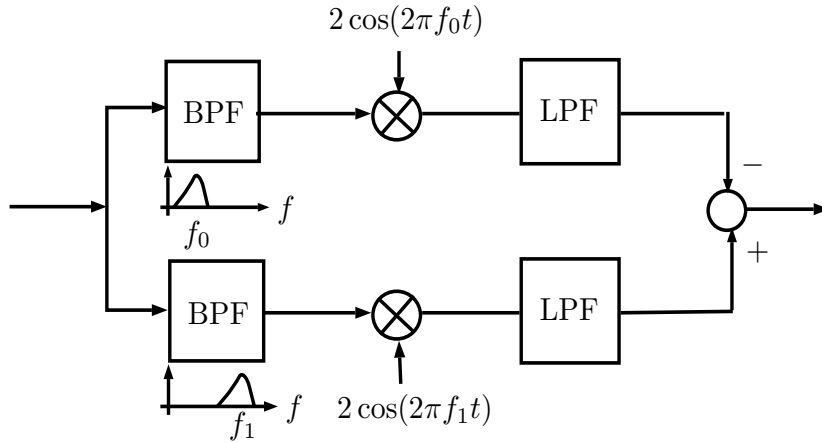 2 cos(2πf₀t)
BPF
LPF
−
f
f₀
+
BPF
LPF
f
f₁
2 cos(2πf₁t)